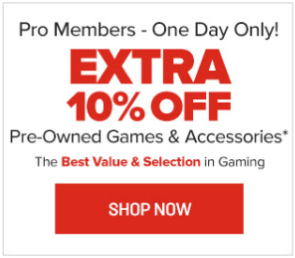 Pro Members - One Day Only!
EXTRA
10% OFF
Pre-Owned Games & Accessories*
The Best Value & Selection in Gaming
SHOP NOW